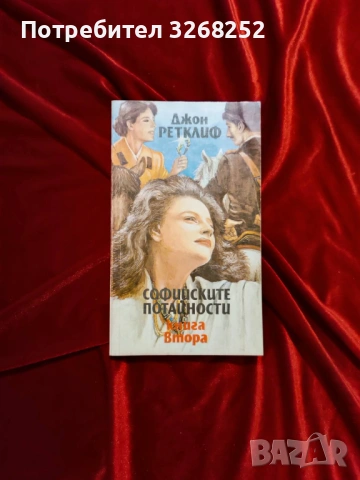 Потребител 3268252
Джон
РЕТКЛИФ
СОФИЙСКИТЕ
ПОТАЙНОСТИ
книга
втора
BAZAR